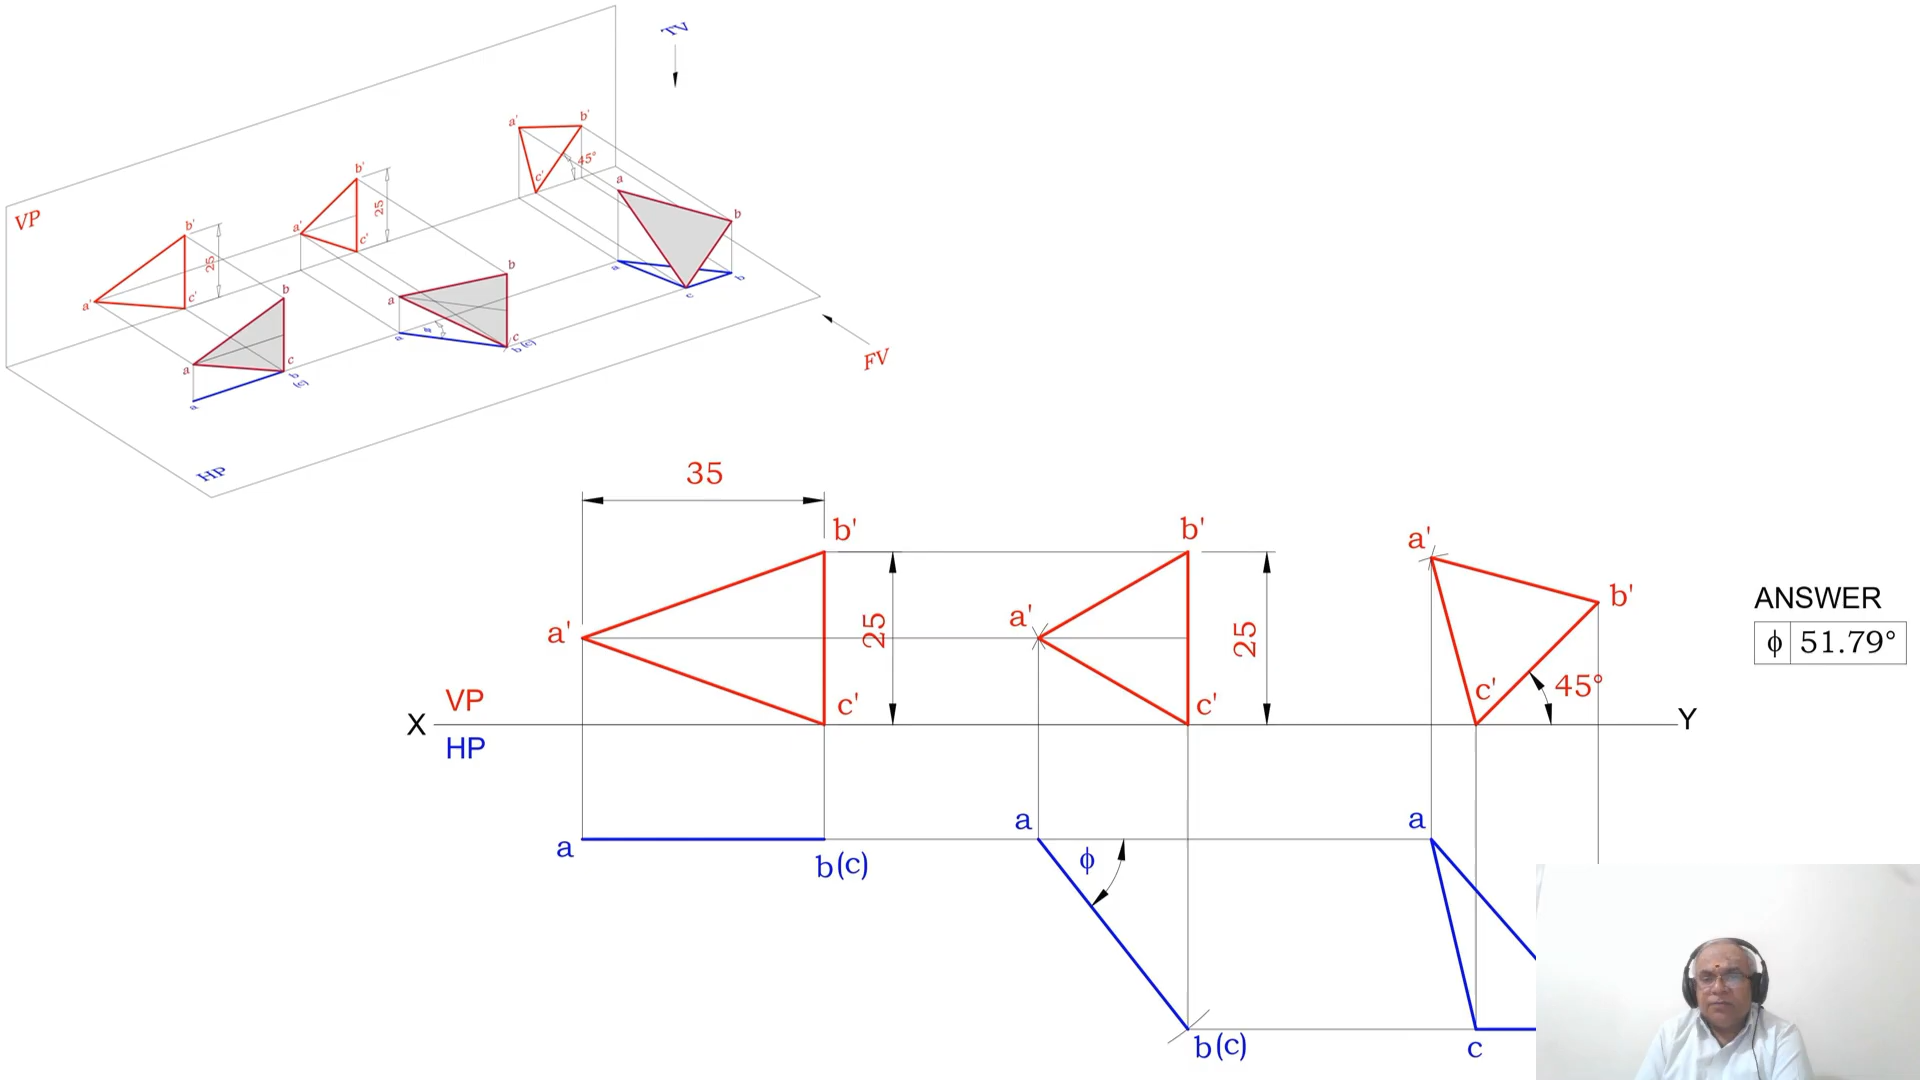 TV
VP
a'
b'
c'
25
a'
b'
c'
25
a'
b'
c'
45°
a
b
c
a
b
(c)
a
b
c
a
ϕ
b (c)
a
b
a
c
b
HP
FV
35
b'
b'
a'
a'
b'
a'
a'
25
25
c'
c'
c'
45°
ANSWER
ϕ 51.79°
VP
X
Y
HP
a
b(c)
a
ϕ
a
b(c)
c